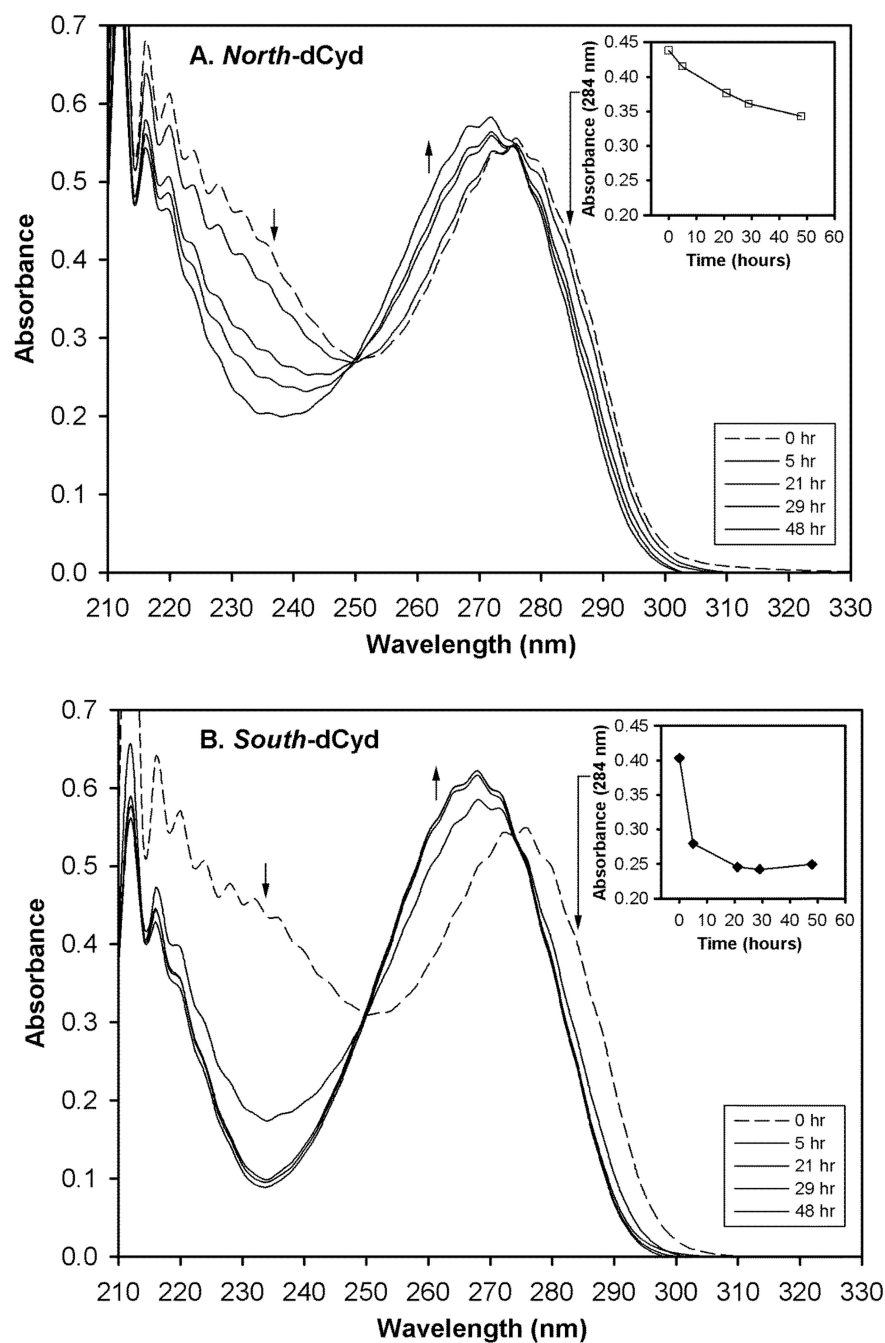 A. North-dCyd
Absorbance
0.7
0.6
0.5
0.4
0.3
0.2
0.1
0.0
210 220 230 240 250 260 270 280 290 300 310 320 330
Wavelength (nm)
Absorbance (284 nm)
0.45
0.40
0.35
0.30
0.25
0.20
0 10 20 30 40 50 60
Time (hours)
0 hr
5 hr
21 hr
29 hr
48 hr
B. South-dCyd
Absorbance
0.7
0.6
0.5
0.4
0.3
0.2
0.1
0.0
210 220 230 240 250 260 270 280 290 300 310 320 330
Wavelength (nm)
Absorbance (284 nm)
0.45
0.40
0.35
0.30
0.25
0.20
0 10 20 30 40 50 60
Time (hours)
0 hr
5 hr
21 hr
29 hr
48 hr